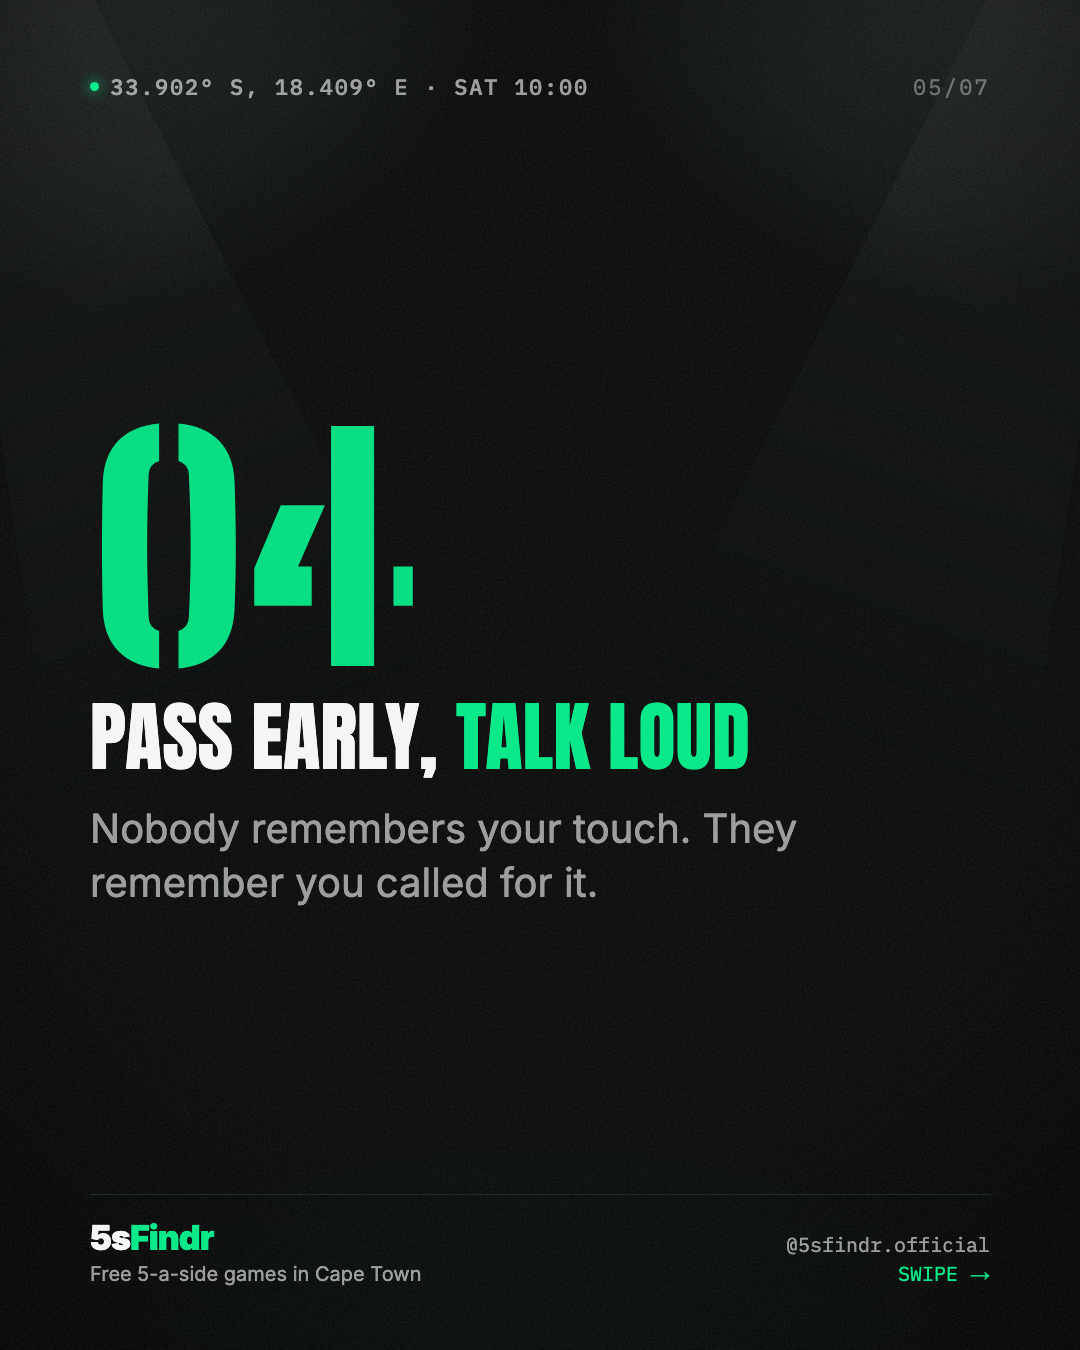 33.902° S, 18.409° E · SAT 10:00
05/07
04.
PASS EARLY, TALK LOUD
Nobody remembers your touch. They
remember you called for it.
5sFindr
Free 5-a-side games in Cape Town
@5sfindr.official
SWIPE →